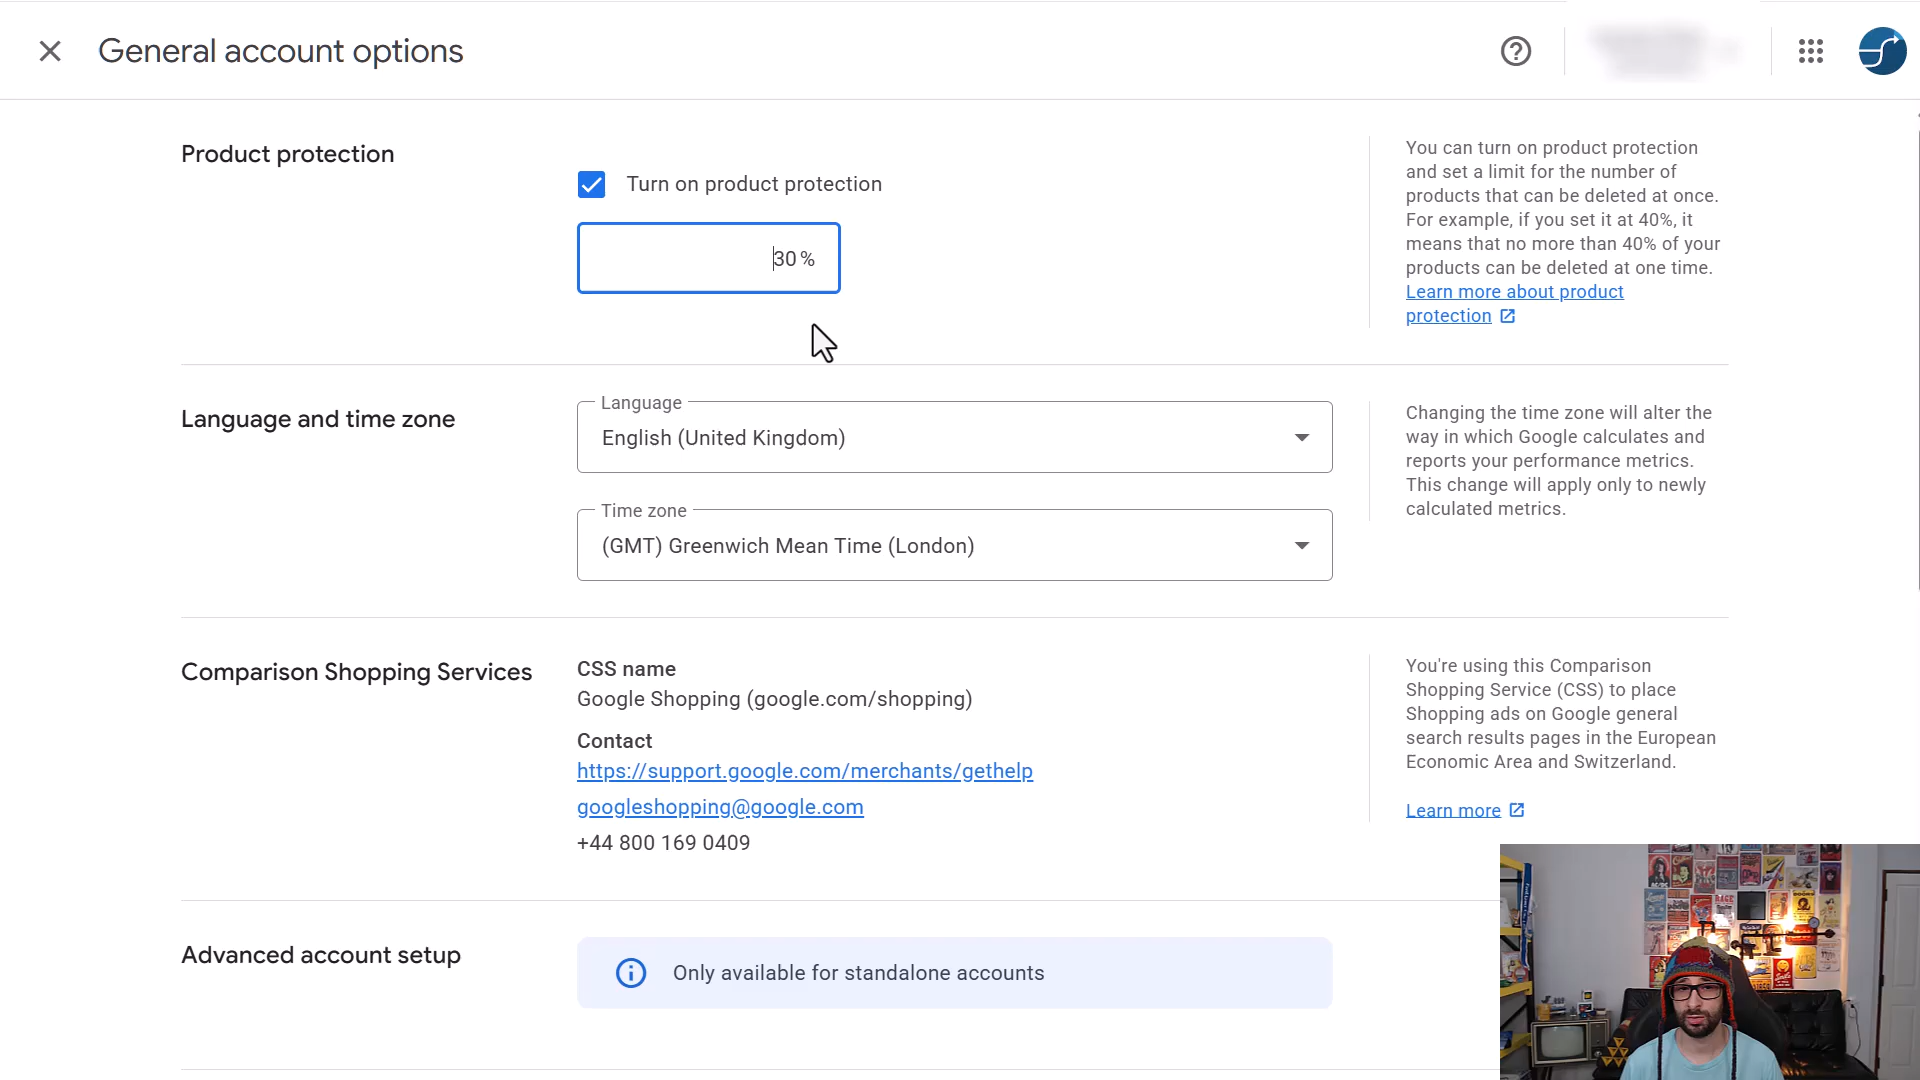 General account options
Product protection
Turn on product protection
30 %
You can turn on product protection
and set a limit for the number of
products that can be deleted at once.
For example, if you set it at 40%, it
means that no more than 40% of your
products can be deleted at one time.
Learn more about product
protection
Language and time zone
Language
English (United Kingdom)
Time zone
(GMT) Greenwich Mean Time (London)
Changing the time zone will alter the
way in which Google calculates and
reports your performance metrics.
This change will apply only to newly
calculated metrics.
Comparison Shopping Services
CSS name
Google Shopping (google.com/shopping)
Contact
https://support.google.com/merchants/gethelp
googleshopping@google.com
+44 800 169 0409
You're using this Comparison
Shopping Service (CSS) to place
Shopping ads on Google general
search results pages in the European
Economic Area and Switzerland.
Learn more
Advanced account setup
Only available for standalone accounts